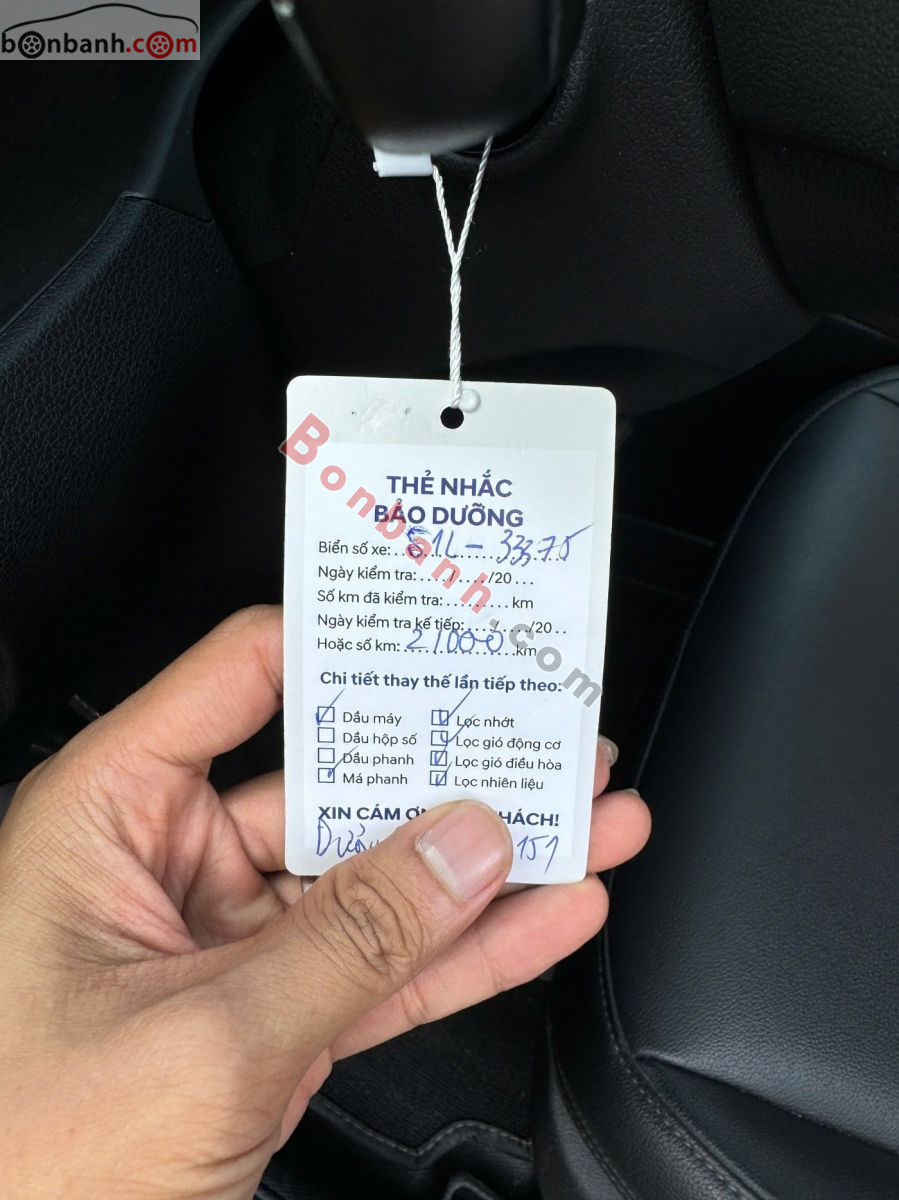 bonbanh.com
THẺ NHẮC
BẢO DƯỠNG
Biển số xe: 51L - 333.75
Ngày kiểm tra:..../..../20...
Số km đã kiểm tra:.........km
Ngày kiểm tra kế tiếp:..../..../20..
Hoặc số km: 21000 km
Chi tiết thay thế lần tiếp theo:
Dầu máy Lọc nhớt
Dầu hộp số Lọc gió động cơ
Dầu phanh Lọc gió điều hòa
Má phanh Lọc nhiên liệu
XIN CÁM HÁCH!
151
Bonbanh.com